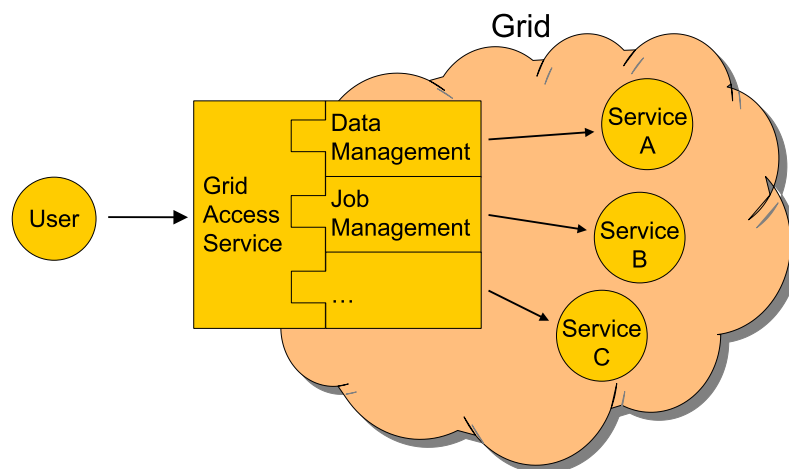 Grid
User
Grid
Access
Service
Data
Management
Job
Management
...
Service
A
Service
B
Service
C